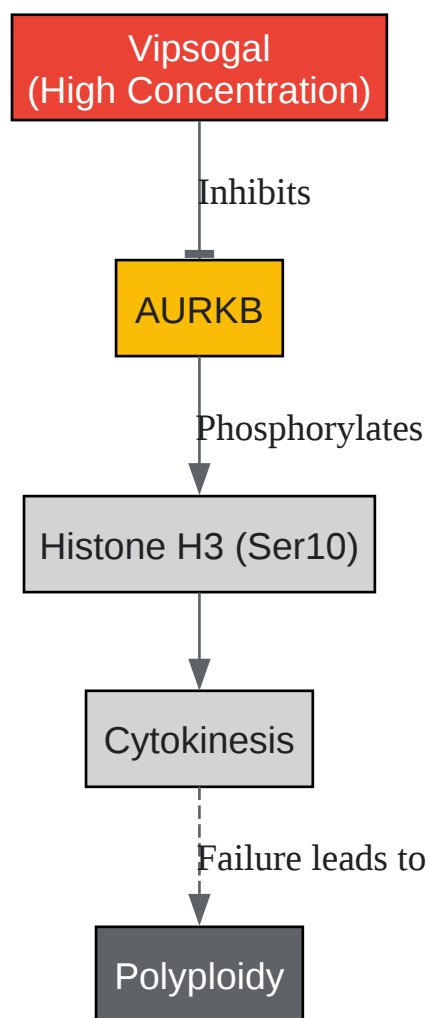 Vipsogal
(High Concentration)
Inhibits
AURKB
Phosphorylates
Histone H3 (Ser10)
Cytokinesis
Failure leads to
Polyploidy